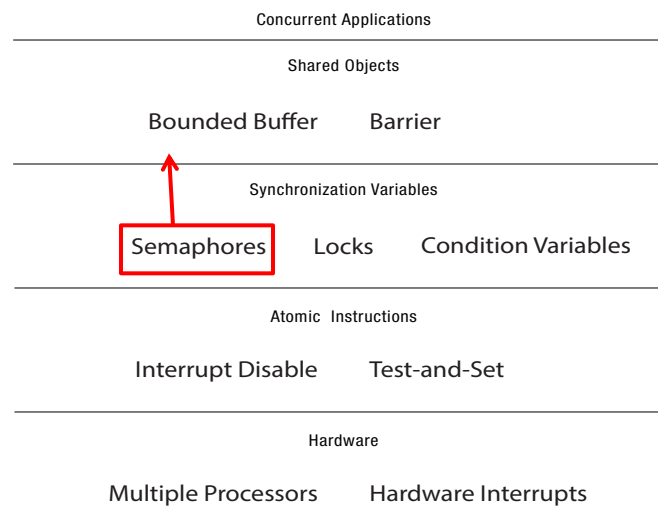 Concurrent Applications
Shared Objects
Bounded Buffer Barrier
Synchronization Variables
Semaphores Locks Condition Variables
Atomic Instructions
Interrupt Disable Test-and-Set
Hardware
Multiple Processors Hardware Interrupts